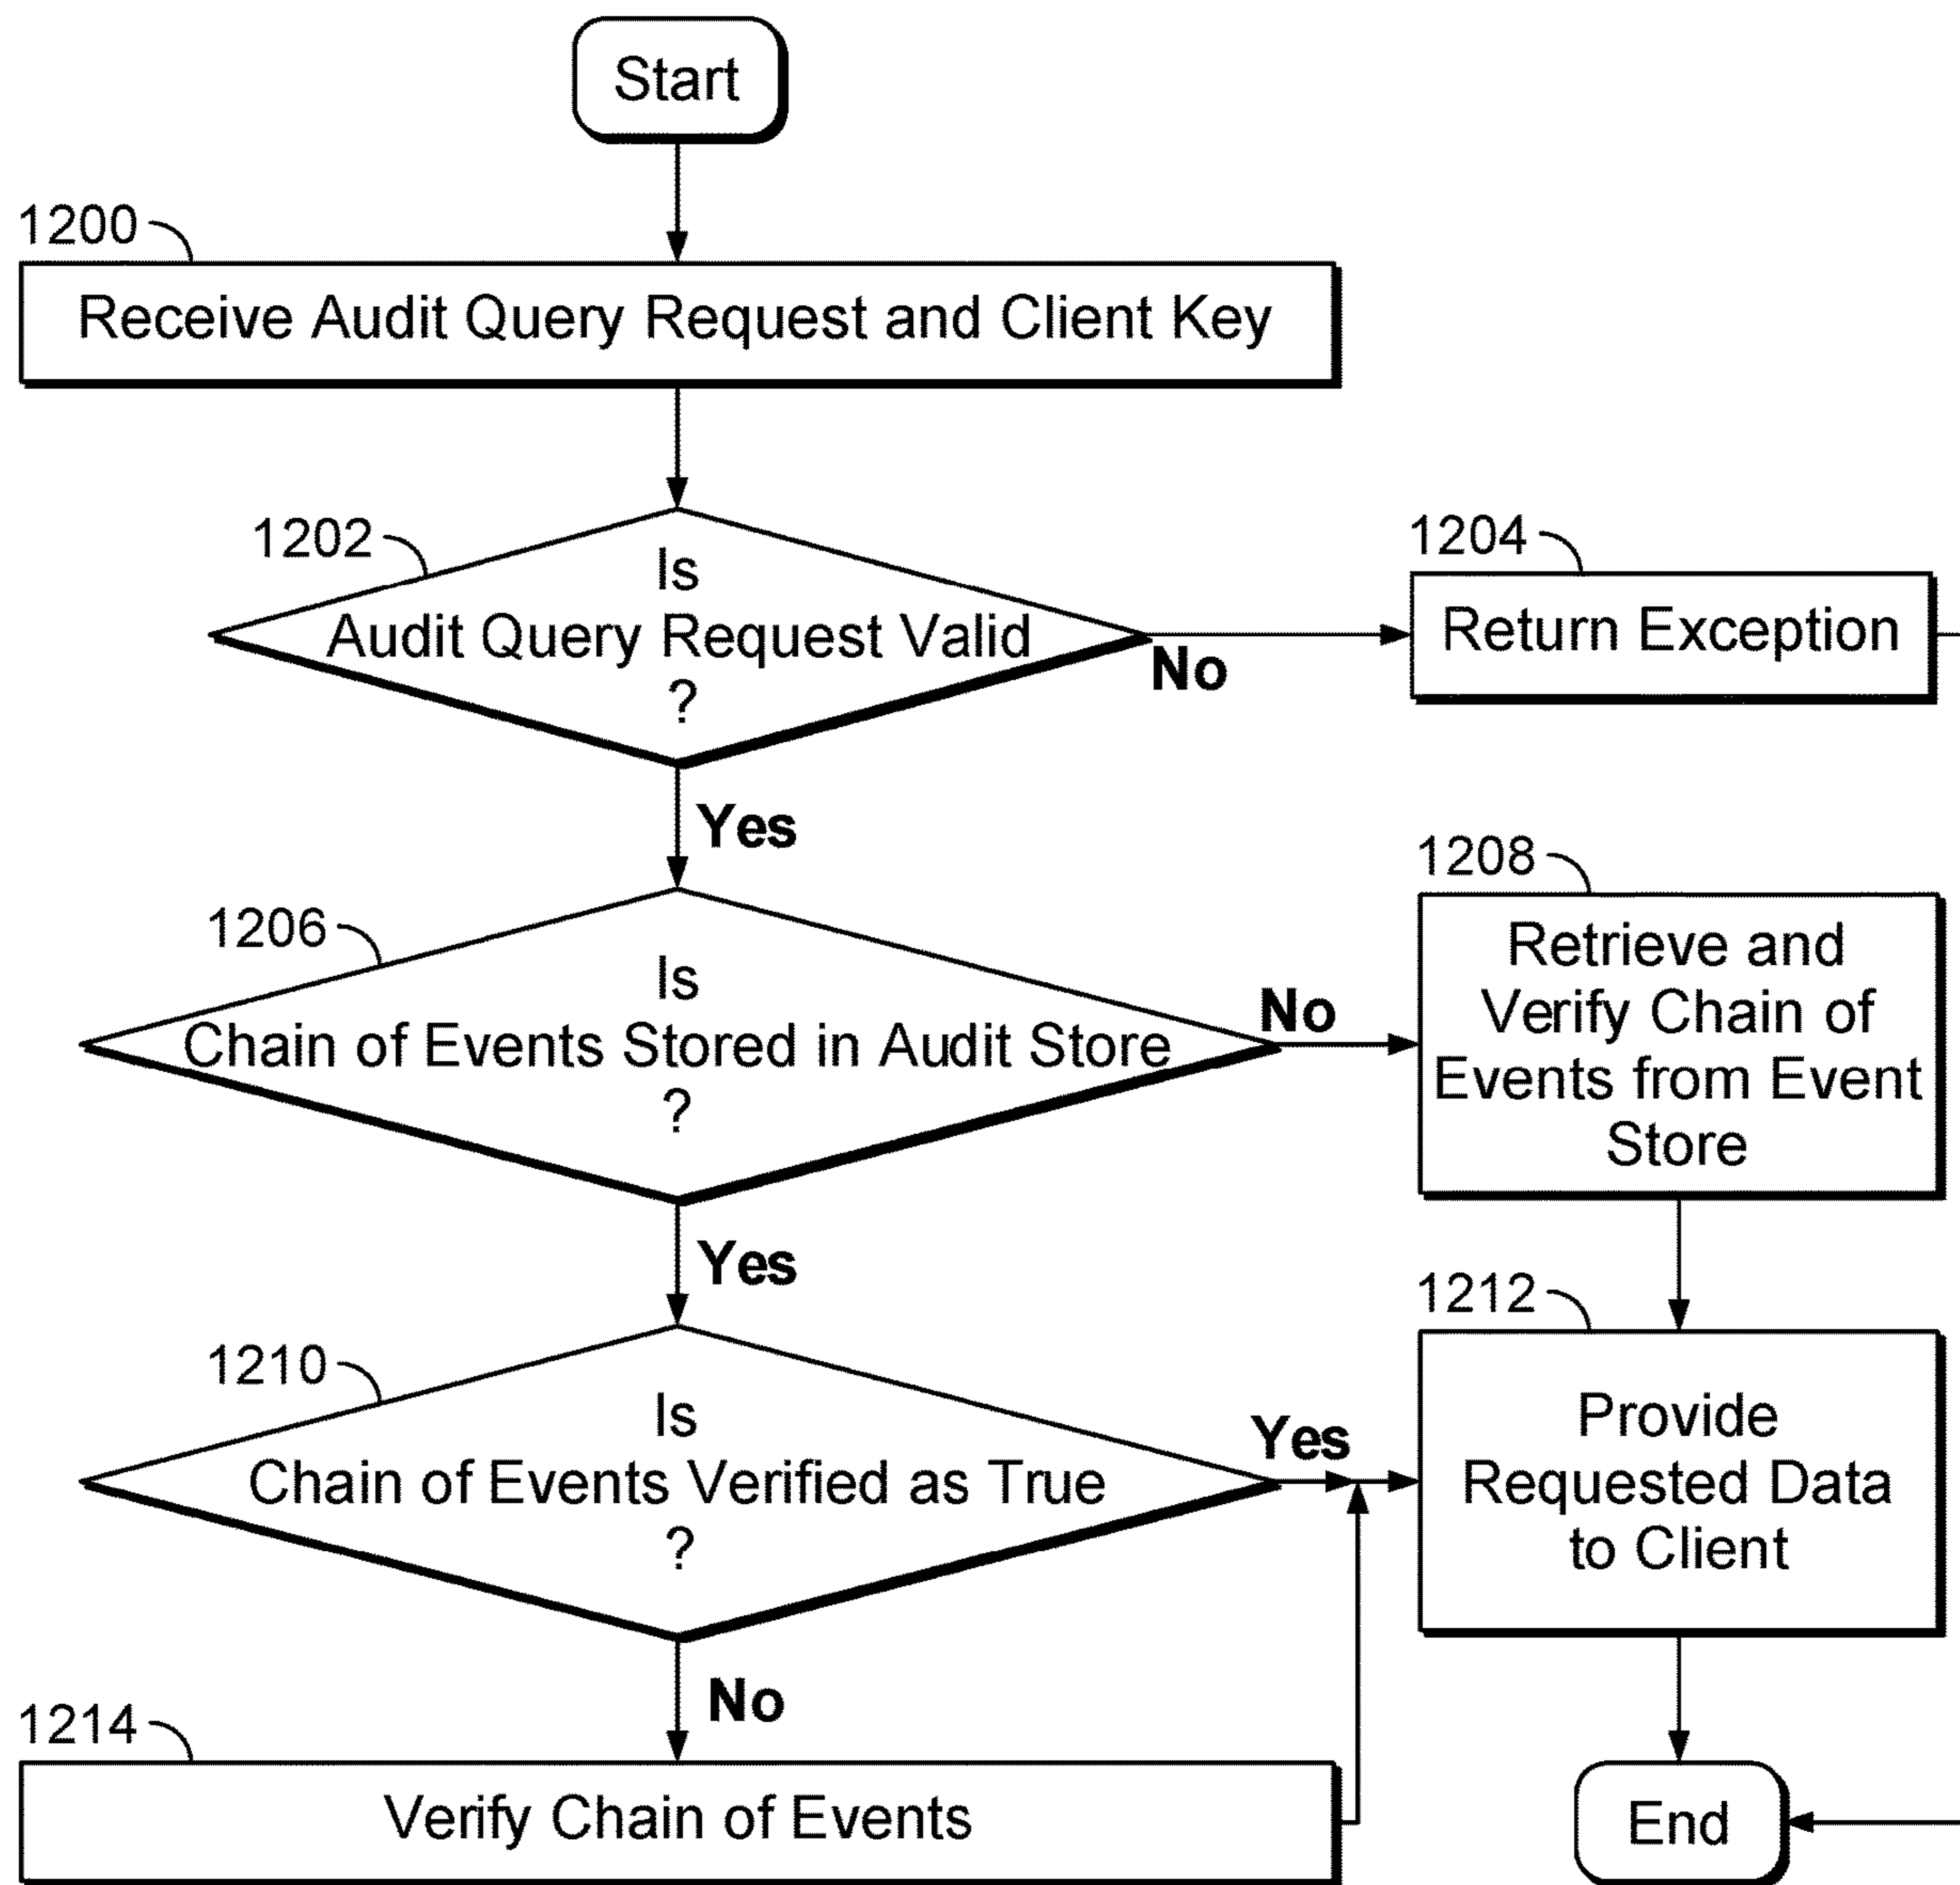 Start
1200
Receive Audit Query Request and Client Key
1202
Is
Audit Query Request Valid
?
No
1204
Return Exception
Yes
1206
Is
Chain of Events Stored in Audit Store
?
No
1208
Retrieve and
Verify Chain of
Events from Event
Store
Yes
1210
Is
Chain of Events Verified as True
?
Yes
1212
Provide
Requested Data
to Client
No
1214
Verify Chain of Events
End